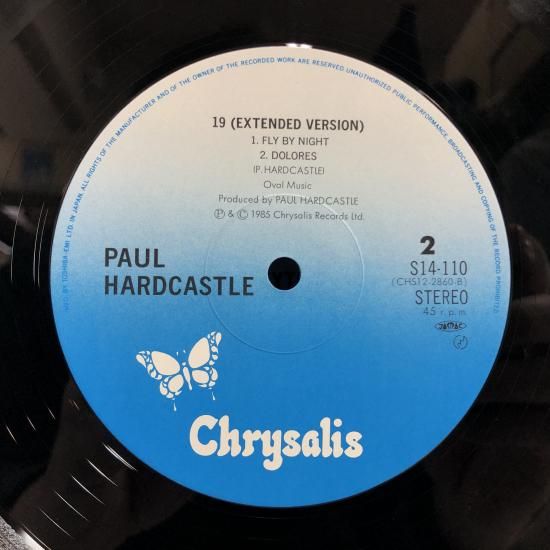 MFD. BY TOSHIBA-EMI LTD. IN JAPAN. ALL RIGHTS OF THE MANUFACTURER AND OF THE OWNER OF THE RECORDED WORK ARE RESERVED. UNAUTHORIZED PUBLIC PERFORMANCE, BROADCASTING AND COPYING OF THE RECORD PROHIBITED.
19 (EXTENDED VERSION)
1. FLY BY NIGHT
2. DOLORES
(P. HARDCASTLE)
Oval Music
Produced by PAUL HARDCASTLE
Ⓟ & © 1985 Chrysalis Records Ltd.
PAUL
HARDCASTLE
2
S14-110
(CHS12-2860-B)
STEREO
45 r.p.m.
JASRAC
Chrysalis